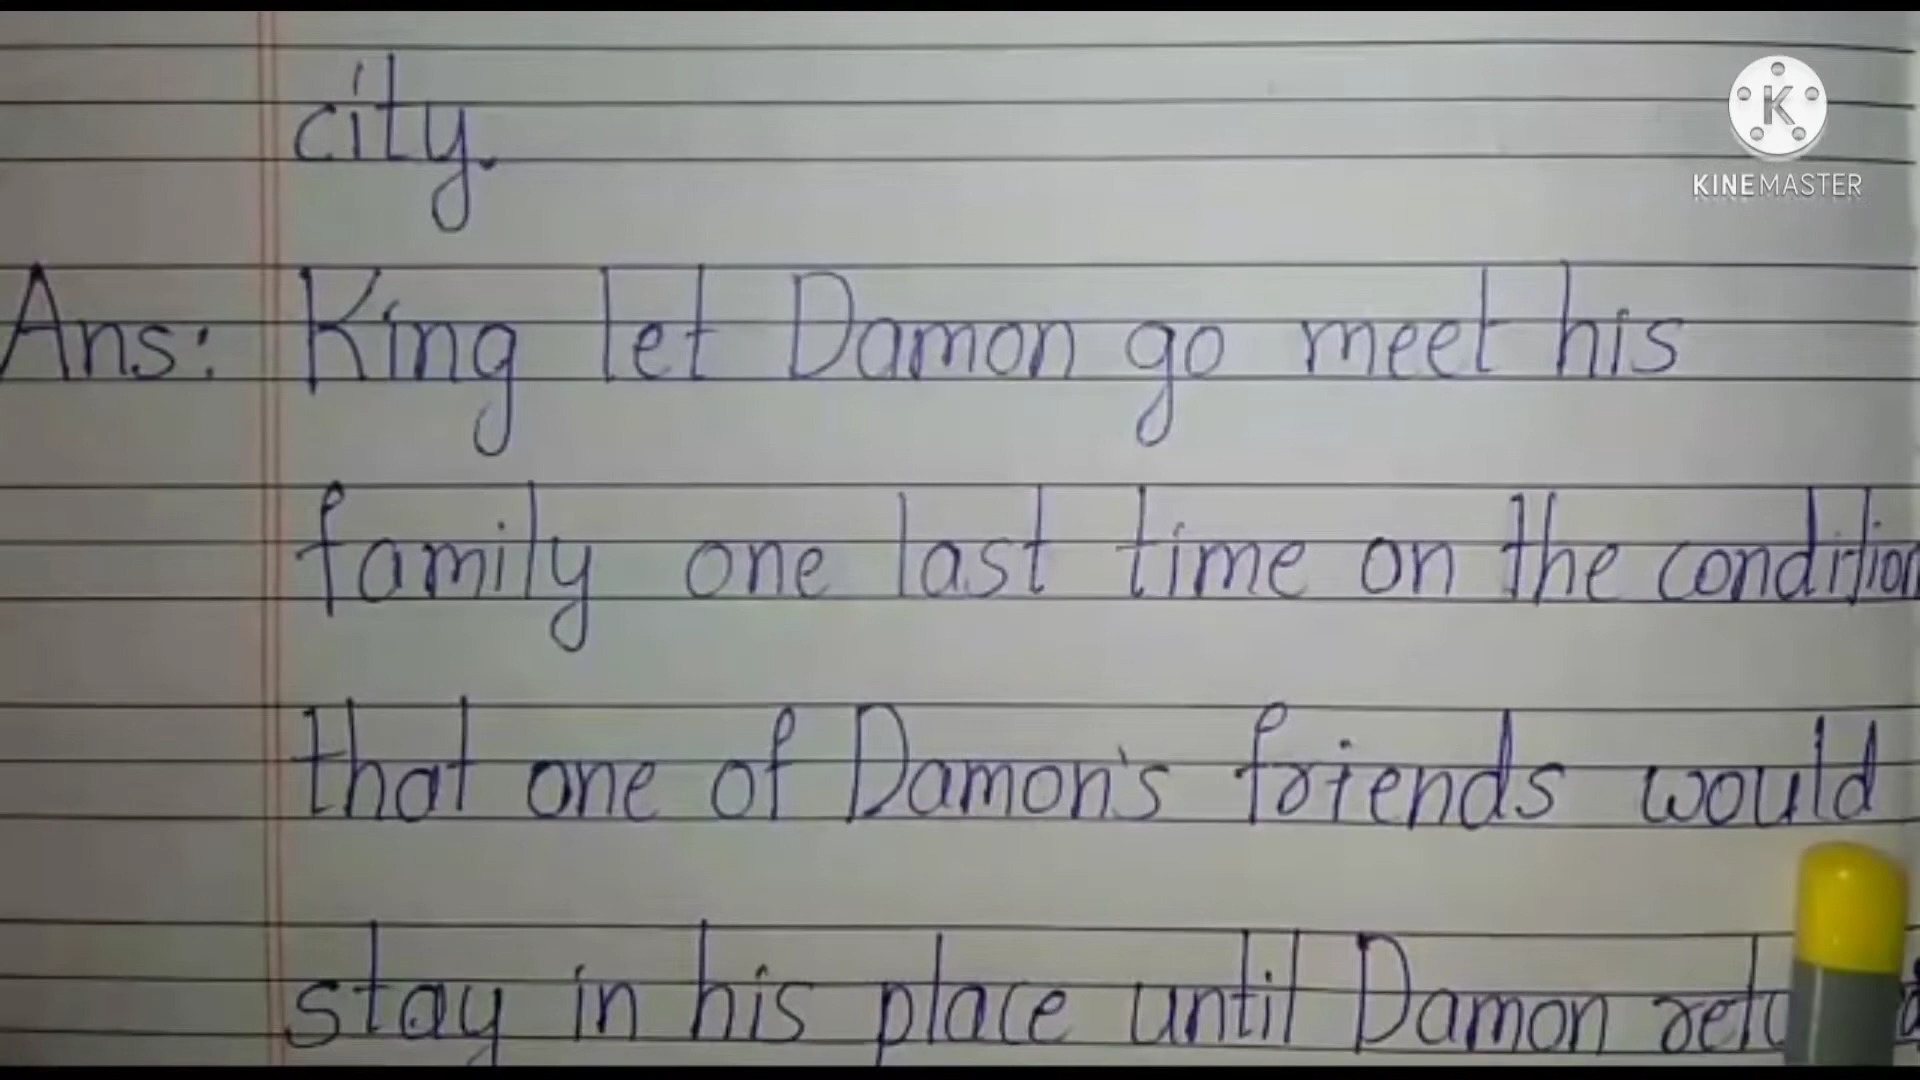 city.
K
KINEMASTER
Ans: King let Damon go meet his
family one last time on the condition
that one of Damon's friends would
stay in his place until Damon